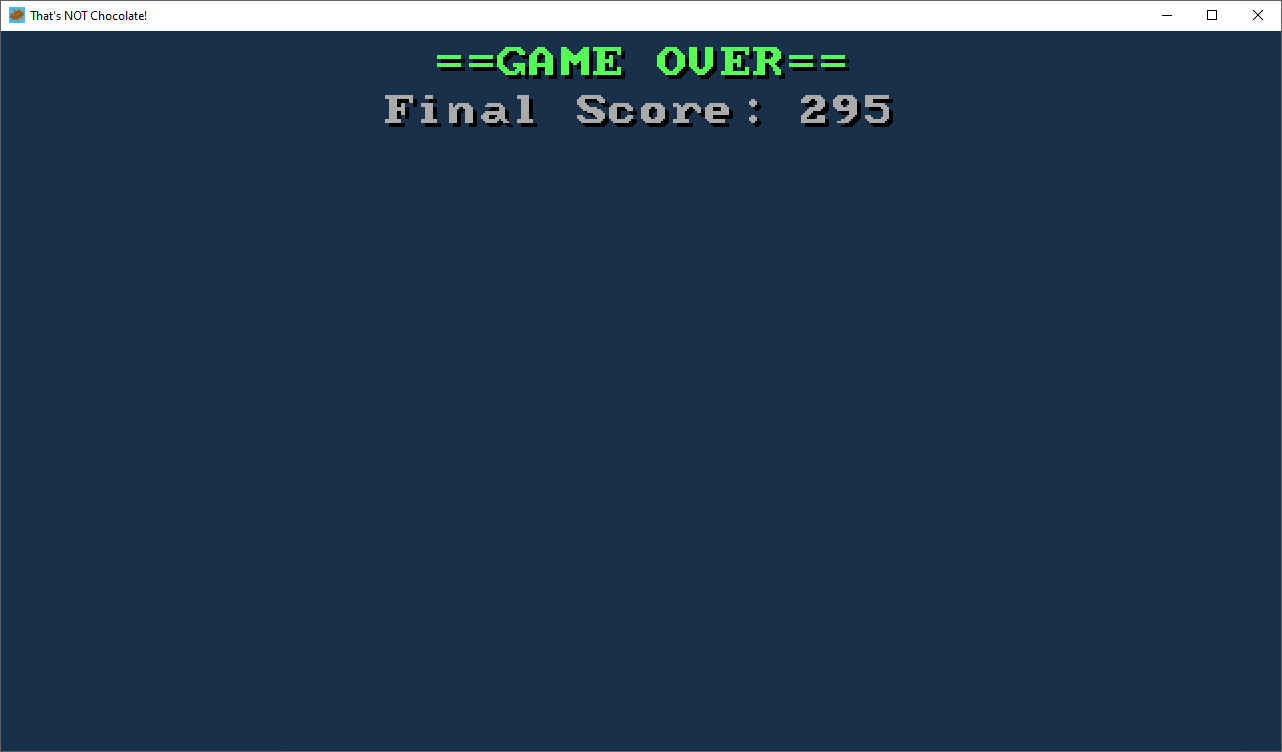 That's NOT Chocolate!
==GAME OVER==
Final Score: 295